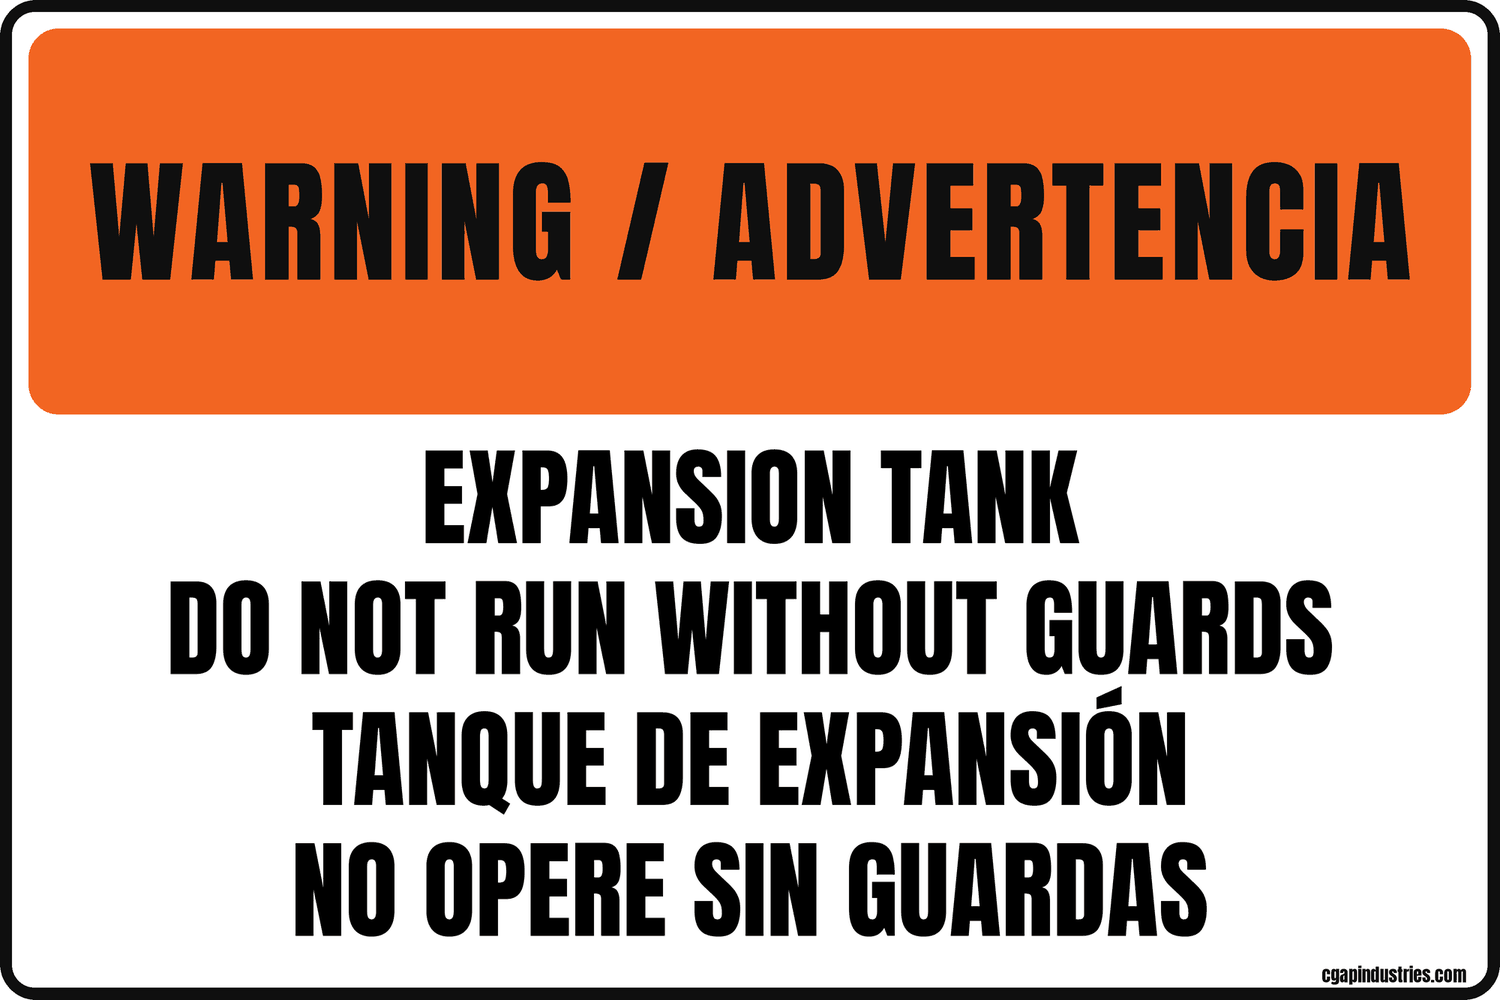 WARNING / ADVERTENCIA
EXPANSION TANK
DO NOT RUN WITHOUT GUARDS
TANQUE DE EXPANSIÓN
NO OPERE SIN GUARDAS
cgapindustries.com